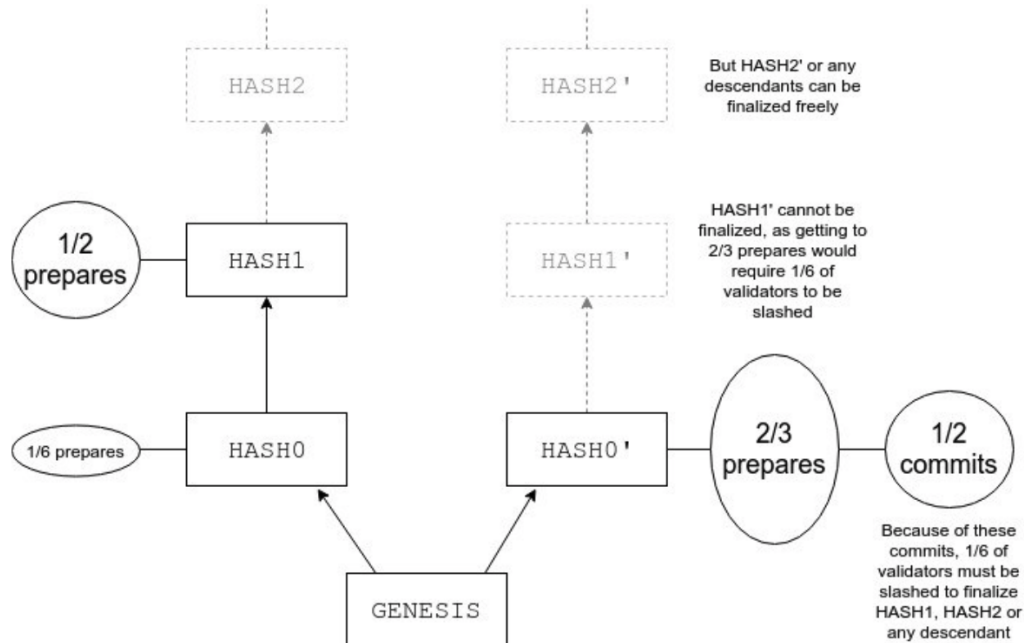 HASH2
HASH2'
But HASH2' or any
descendants can be
finalized freely
1/2
prepares
HASH1
HASH1'
HASH1' cannot be
finalized, as getting to
2/3 prepares would
require 1/6 of
validators to be
slashed
1/6 prepares
HASH0
HASH0'
2/3
prepares
1/2
commits
Because of these
commits, 1/6 of
validators must be
slashed to finalize
HASH1, HASH2 or
any descendant
GENESIS